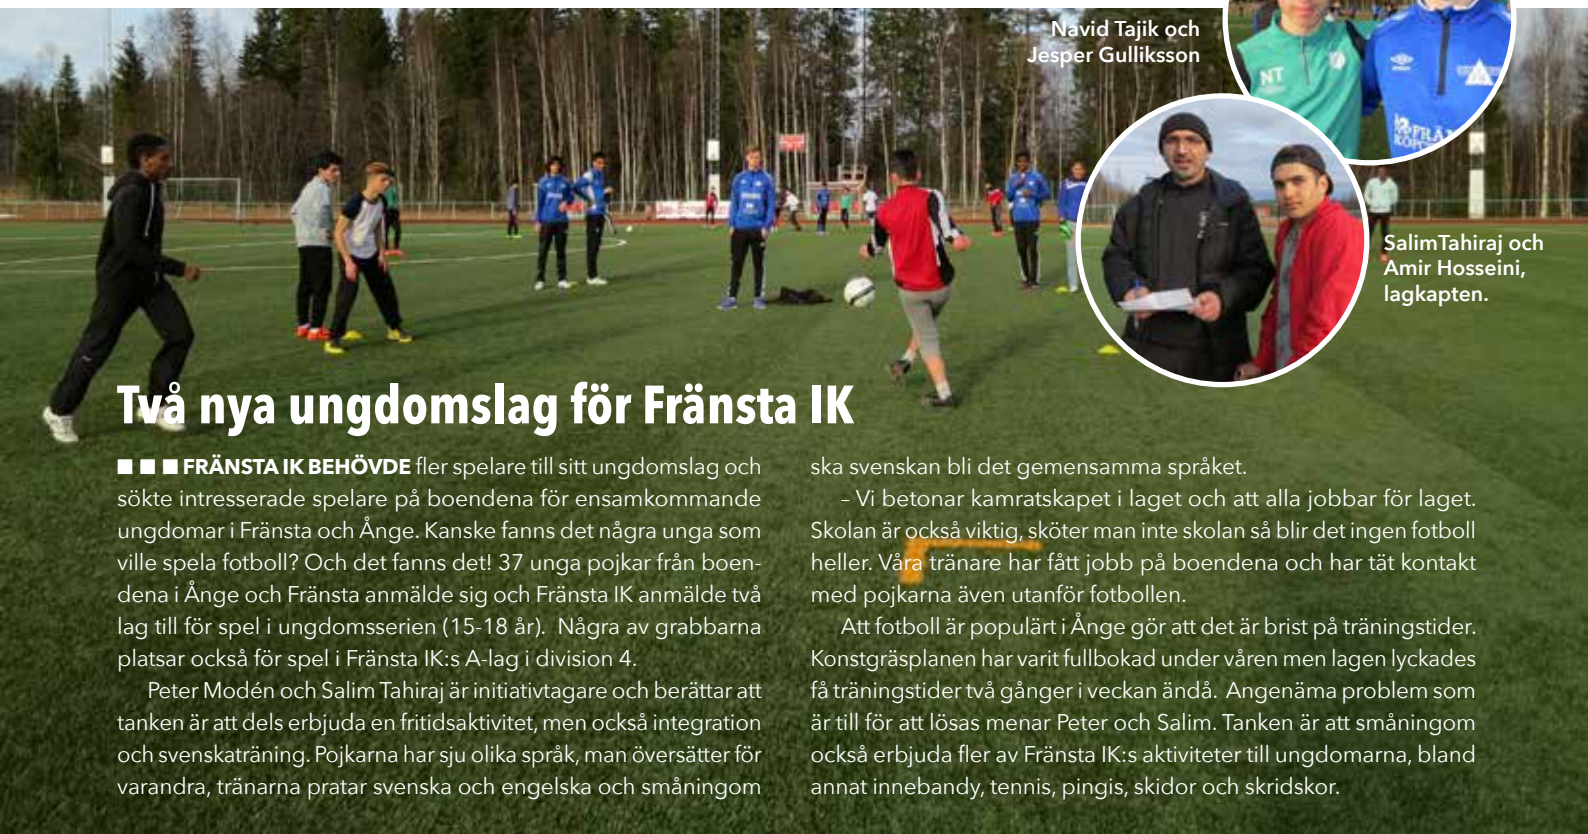 Navid Tajik och
Jesper Gulliksson
NT
SalimTahiraj och
Amir Hosseini,
lagkapten.
Två nya ungdomslag för Fränsta IK
■ ■ ■ FRÄNSTA IK BEHÖVDE fler spelare till sitt ungdomslag och
sökte intresserade spelare på boendena för ensamkommande
ungdomar i Fränsta och Ånge. Kanske fanns det några unga som
ville spela fotboll? Och det fanns det! 37 unga pojkar från boen-
dena i Ånge och Fränsta anmälde sig och Fränsta IK anmälde två
lag till för spel i ungdomsserien (15-18 år). Några av grabbarna
platsar också för spel i Fränsta IK:s A-lag i division 4.
Peter Modén och Salim Tahiraj är initiativtagare och berättar att
tanken är att dels erbjuda en fritidsaktivitet, men också integration
och svenskaträning. Pojkarna har sju olika språk, man översätter för
varandra, tränarna pratar svenska och engelska och småningom
ska svenskan bli det gemensamma språket.
– Vi betonar kamratskapet i laget och att alla jobbar för laget.
Skolan är också viktig, sköter man inte skolan så blir det ingen fotboll
heller. Våra tränare har fått jobb på boendena och har tät kontakt
med pojkarna även utanför fotbollen.
Att fotboll är populärt i Ånge gör att det är brist på träningstider.
Konstgräsplanen har varit fullbokad under våren men lagen lyckades
få träningstider två gånger i veckan ändå. Angenäma problem som
är till för att lösas menar Peter och Salim. Tanken är att småningom
också erbjuda fler av Fränsta IK:s aktiviteter till ungdomarna, bland
annat innebandy, tennis, pingis, skidor och skridskor.